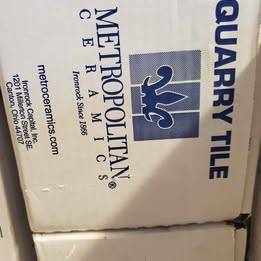 QUARRY TILE
METROPOLITAN®
CERAMICS
Ironrock Since 1866
metroceramics.com
Ironrock Capital, Inc.
1201 Millerton Street SE.
Canton, Ohio 44707